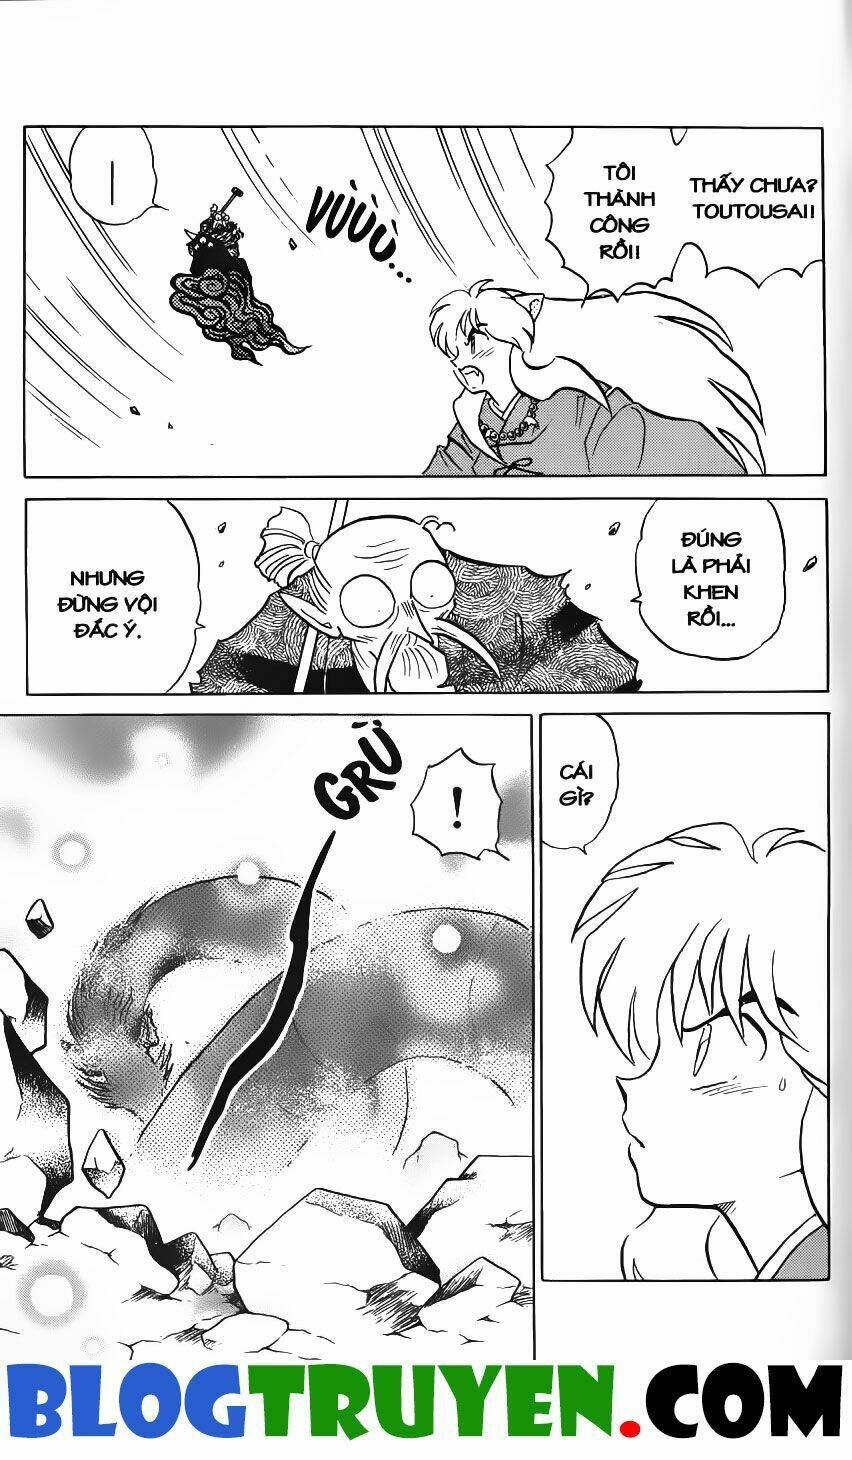 THẤY CHƯA?
TOUTOUSAI!
TÔI
THÀNH
CÔNG
RỒI!
VÙÙÙ...
ĐÚNG
LÀ PHẢI
KHEN
RỒI...
NHƯNG
ĐỪNG VỘI
ĐẮC Ý.
CÁI
GÌ?
!
GRỪ
BLOGTRUYEN.COM